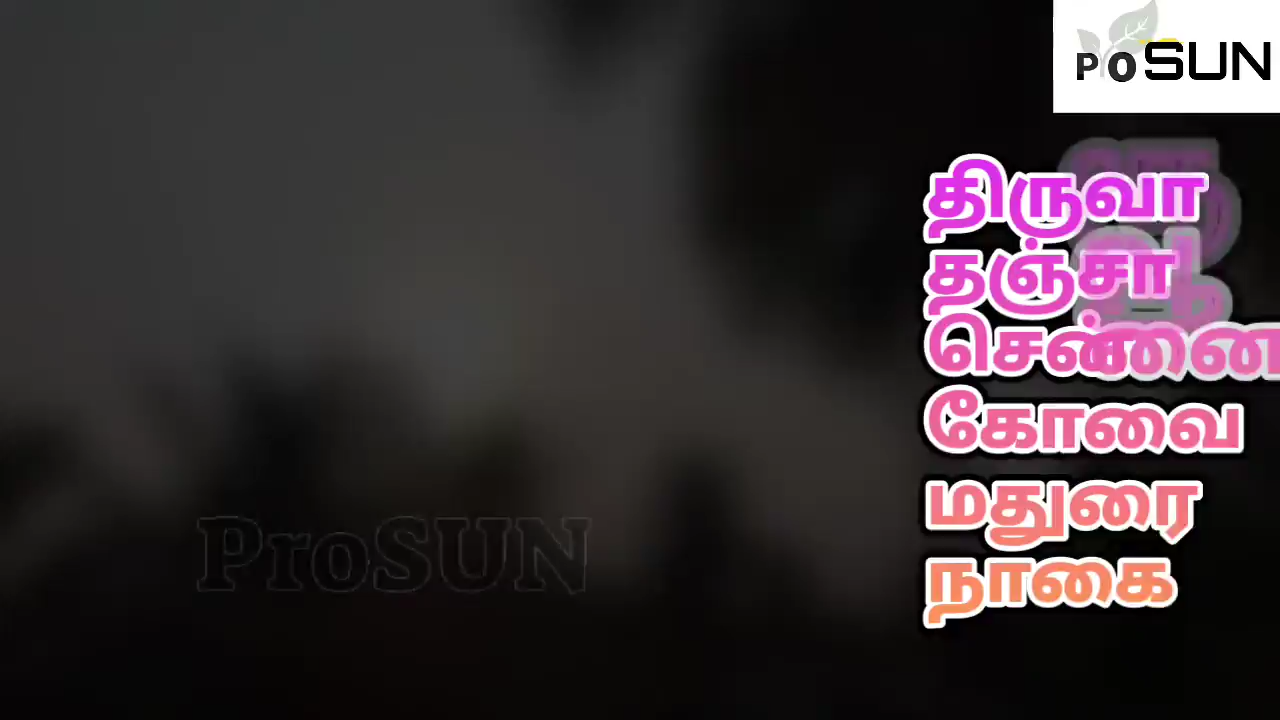 PoSUN
திருவா
தஞ்சா
சென்னை
கோவை
மதுரை
நாகை
ProSUN